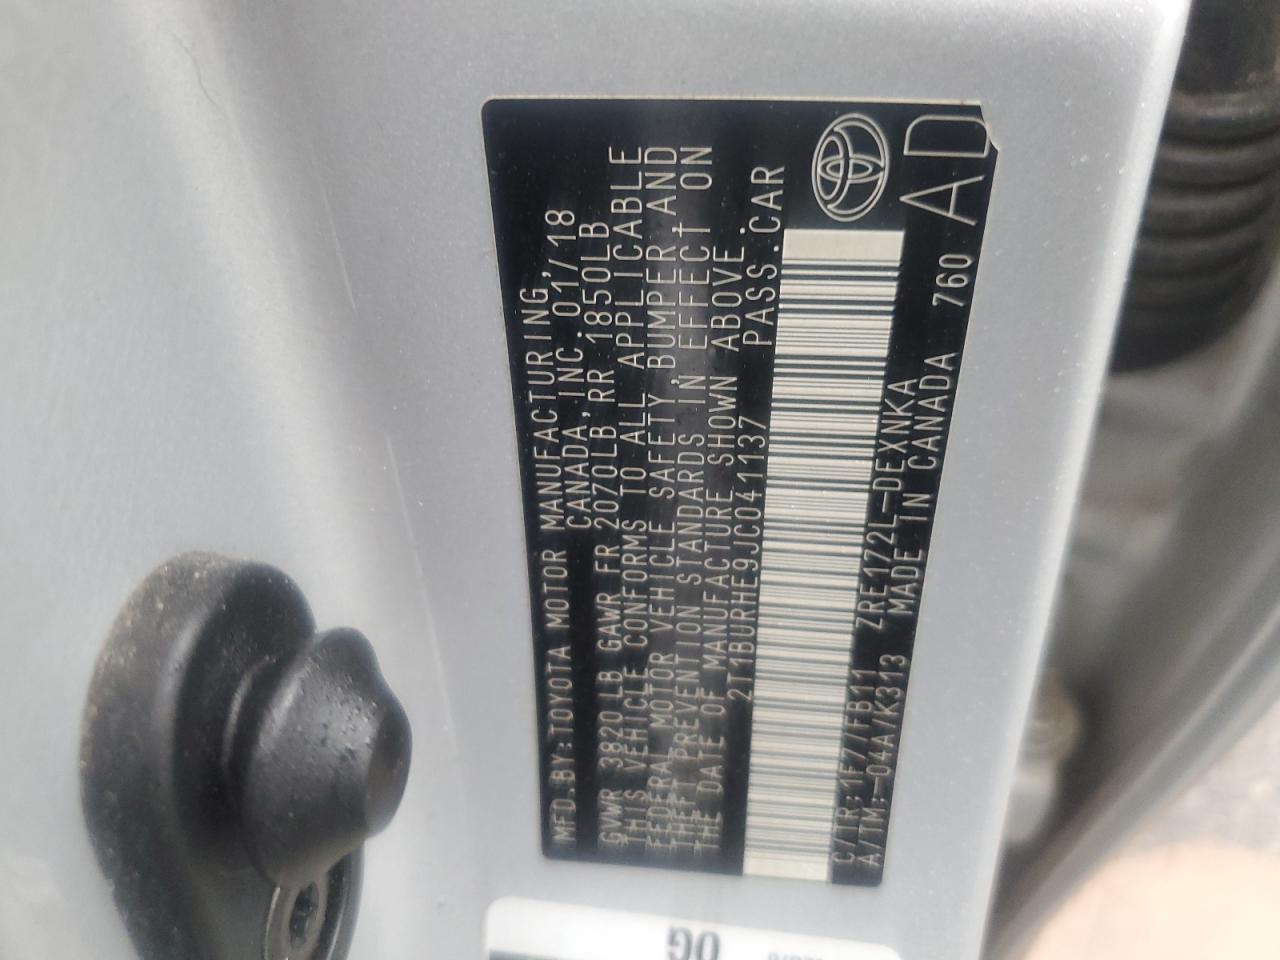 MFD.BY:TOYOTA MOTOR MANUFACTURING,
CANADA,INC.01/18
GVWR 3820LB GAWR FR 2070LB RR 1850LB
THIS VEHICLE CONFORMS TO ALL APPLICABLE
FEDERAL MOTOR VEHICLE SAFETY,BUMPER,AND
THEFT PREVENTION STANDARDS IN EFFECT ON
THE DATE OF MANUFACTURE SHOWN ABOVE.
2T1BURHE9JC041137 PASS.CAR
C/TR:1F7/FB11 ZRE172L-DEXNKA
A/TM:-04A/K313 MADE IN CANADA 760
AD
OG